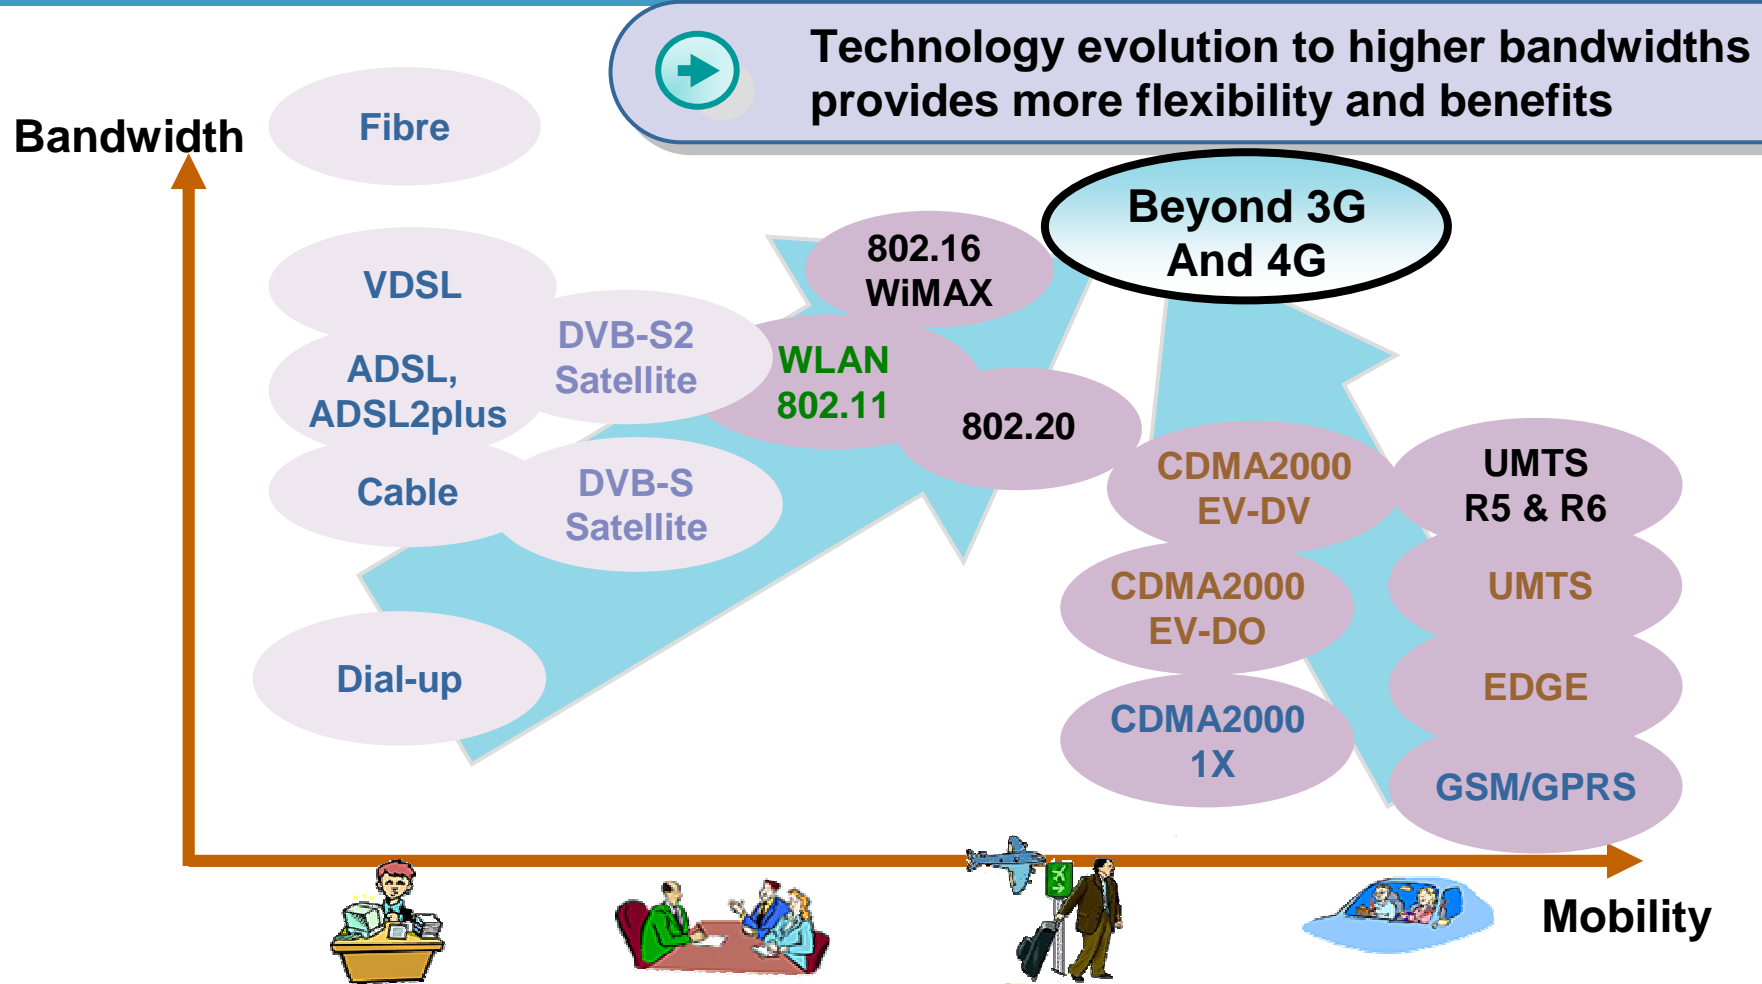 Technology evolution to higher bandwidths
provides more flexibility and benefits
Bandwidth
Fibre
VDSL
ADSL,
ADSL2plus
Cable
Dial-up
DVB-S2
Satellite
DVB-S
Satellite
802.16
WiMAX
WLAN
802.11
802.20
Beyond 3G
And 4G
CDMA2000
EV-DV
CDMA2000
EV-DO
CDMA2000
1X
UMTS
R5 & R6
UMTS
EDGE
GSM/GPRS
Mobility